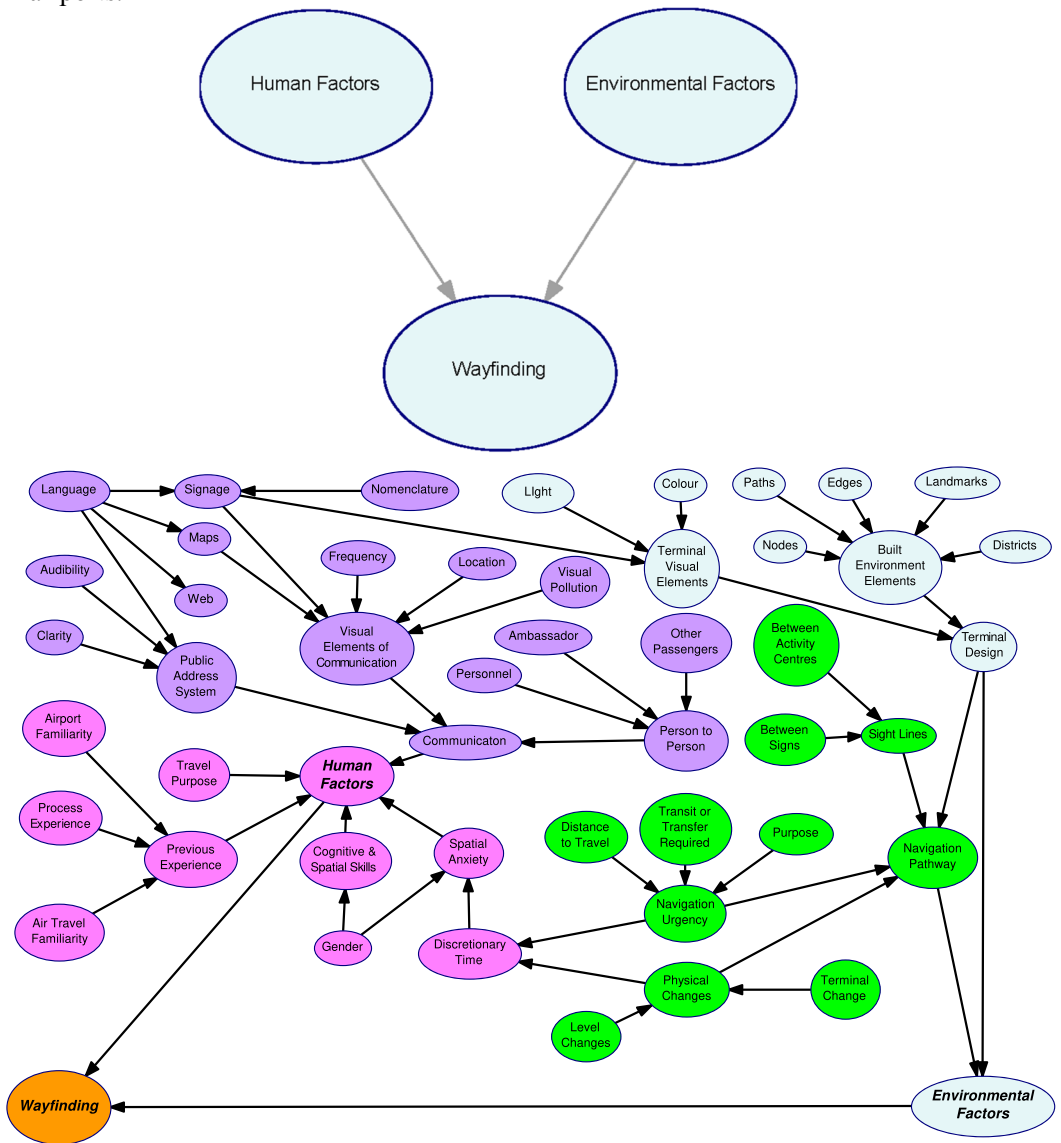 Human Factors
Environmental Factors
Wayfinding
Language
Signage
Nomenclature
LIght
Colour
Paths
Edges
Landmarks
Maps
Frequency
Location
Visual
Pollution
Terminal
Visual
Elements
Nodes
Built
Environment
Elements
Districts
Audibility
Web
Clarity
Public
Address
System
Visual
Elements of
Communication
Ambassador
Other
Passengers
Between
Activity
Centres
Terminal
Design
Personnel
Airport
Familiarity
Communicaton
Person to
Person
Between
Signs
Sight Lines
Travel
Purpose
Human
Factors
Process
Experience
Previous
Experience
Cognitive &
Spatial Skills
Spatial
Anxiety
Distance
to Travel
Transit or
Transfer
Required
Purpose
Navigation
Pathway
Air Travel
Familiarity
Gender
Discretionary
Time
Navigation
Urgency
Physical
Changes
Terminal
Change
Level
Changes
Wayfinding
Environmental
Factors